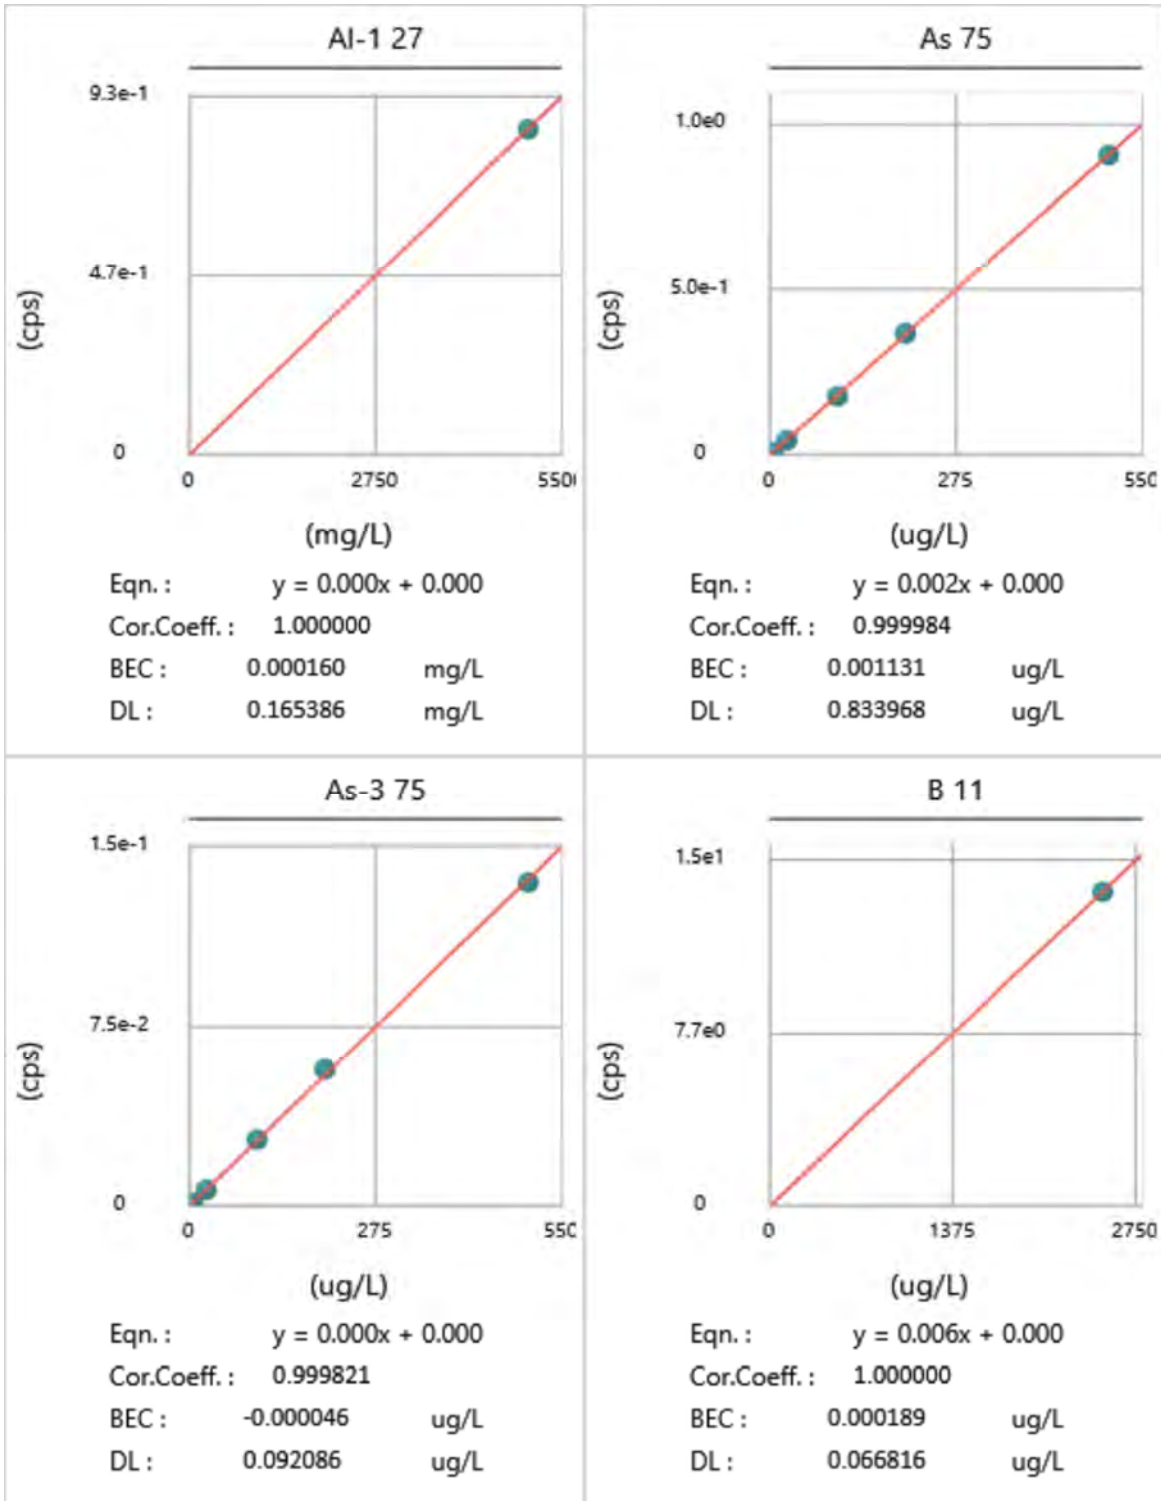 Al-1 27
9.3e-1
4.7e-1
0
(cps)
0 2750 550
(mg/L)
Eqn. : y = 0.000x + 0.000
Cor.Coeff. : 1.000000
BEC : 0.000160 mg/L
DL : 0.165386 mg/L
As 75
1.0e0
5.0e-1
0
(cps)
0 275 550
(ug/L)
Eqn. : y = 0.002x + 0.000
Cor.Coeff. : 0.999984
BEC : 0.001131 ug/L
DL : 0.833968 ug/L
As-3 75
1.5e-1
7.5e-2
0
(cps)
0 275 550
(ug/L)
Eqn. : y = 0.000x + 0.000
Cor.Coeff. : 0.999821
BEC : -0.000046 ug/L
DL : 0.092086 ug/L
B 11
1.5e1
7.7e0
0
(cps)
0 1375 2750
(ug/L)
Eqn. : y = 0.006x + 0.000
Cor.Coeff. : 1.000000
BEC : 0.000189 ug/L
DL : 0.066816 ug/L